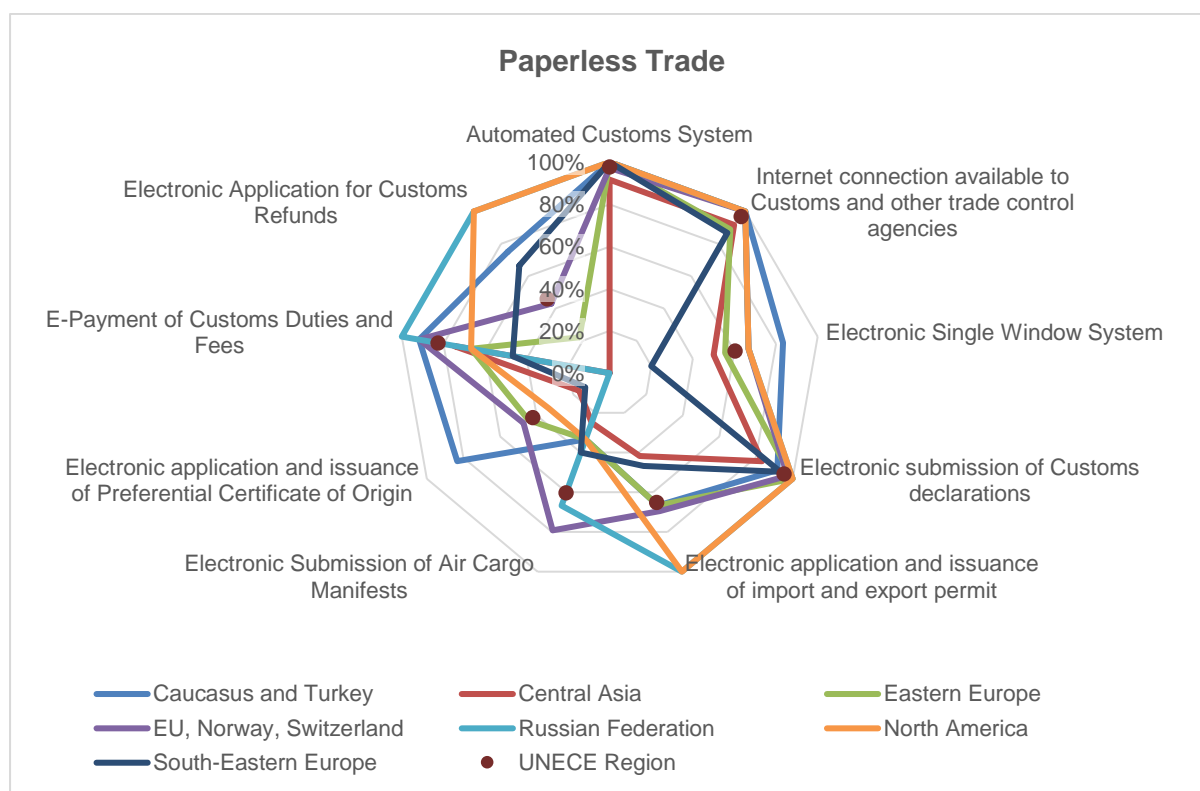 Paperless Trade
Automated Customs System
100%
80%
60%
40%
20%
0%
Internet connection available to
Customs and other trade control
agencies
Electronic Single Window System
Electronic submission of Customs
declarations
Electronic application and issuance
of import and export permit
Electronic Submission of Air Cargo
Manifests
Electronic application and issuance
of Preferential Certificate of Origin
E-Payment of Customs Duties and
Fees
Electronic Application for Customs
Refunds
Caucasus and Turkey
Central Asia
Eastern Europe
EU, Norway, Switzerland
Russian Federation
North America
South-Eastern Europe
UNECE Region